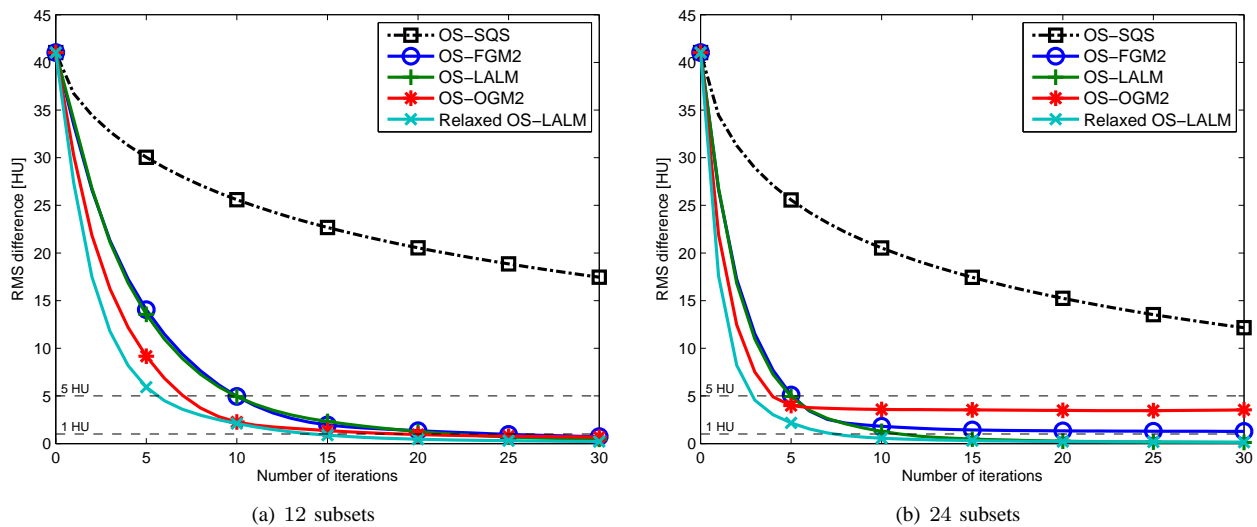 45
40
35
30
25
20
15
10
5
0
RMS difference [HU]
OS−SQS
OS−FGM2
OS−LALM
OS−OGM2
Relaxed OS−LALM
5 HU
1 HU
0 5 10 15 20 25 30
Number of iterations
(a) 12 subsets
45
40
35
30
25
20
15
10
5
0
RMS difference [HU]
OS−SQS
OS−FGM2
OS−LALM
OS−OGM2
Relaxed OS−LALM
5 HU
1 HU
0 5 10 15 20 25 30
Number of iterations
(b) 24 subsets